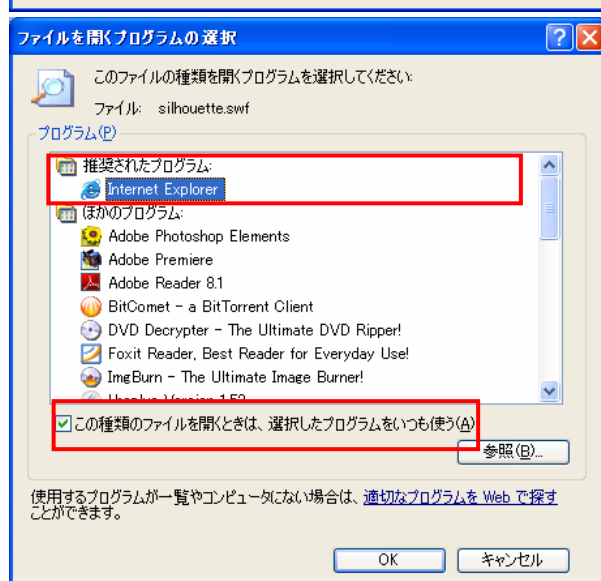 ファイルを開くプログラムの選択
このファイルの種類を開くプログラムを選択してください:
ファイル: silhouette.swf
プログラム(P)
推奨されたプログラム:
Internet Explorer
ほかのプログラム:
Adobe Photoshop Elements
Adobe Premiere
Adobe Reader 8.1
BitComet - a BitTorrent Client
DVD Decrypter - The Ultimate DVD Ripper!
Foxit Reader, Best Reader for Everyday Use!
ImgBurn - The Ultimate Image Burner!
この種類のファイルを開くときは、選択したプログラムをいつも使う(A)
参照(B)...
使用するプログラムが一覧やコンピュータにない場合は、適切なプログラムを Web で探す
ことができます。
OK
キャンセル